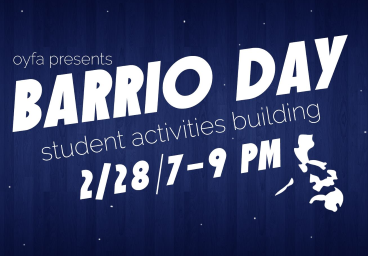 oyfa presents
BARRIO DAY
student activities building
2/28|7-9 PM